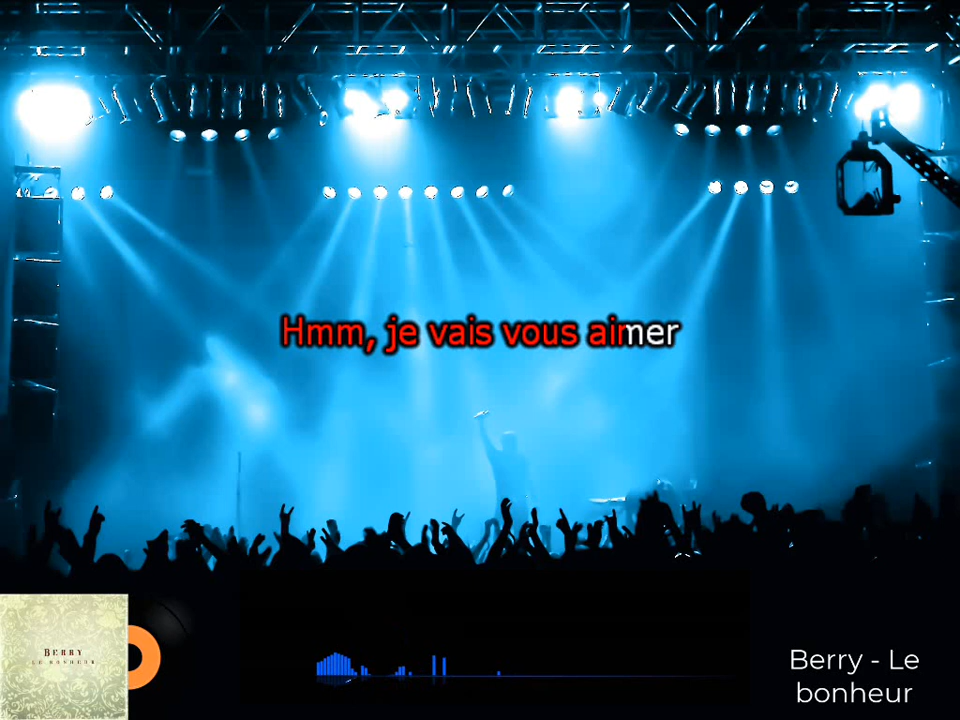 Hmm, je vais vous aimer
BERRY
LE BONHEUR
Berry - Le
bonheur